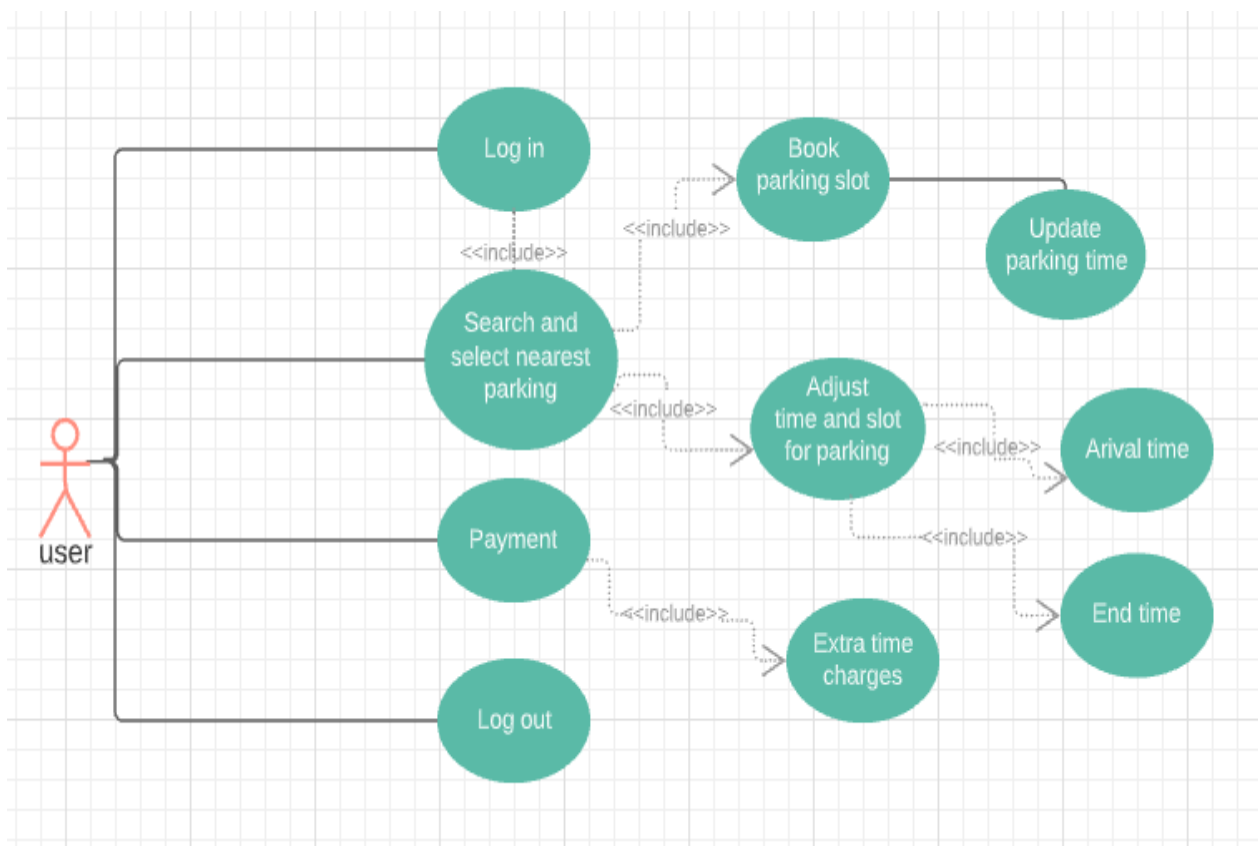 Log in
Book
parking slot
<<include>>
Update
parking time
<<include>>
Search and
select nearest
parking
<<include>>
Adjust
time and slot
for parking
<<include>>
Arival time
user
Payment
<<include>>
End time
<<include>>
Extra time
charges
Log out